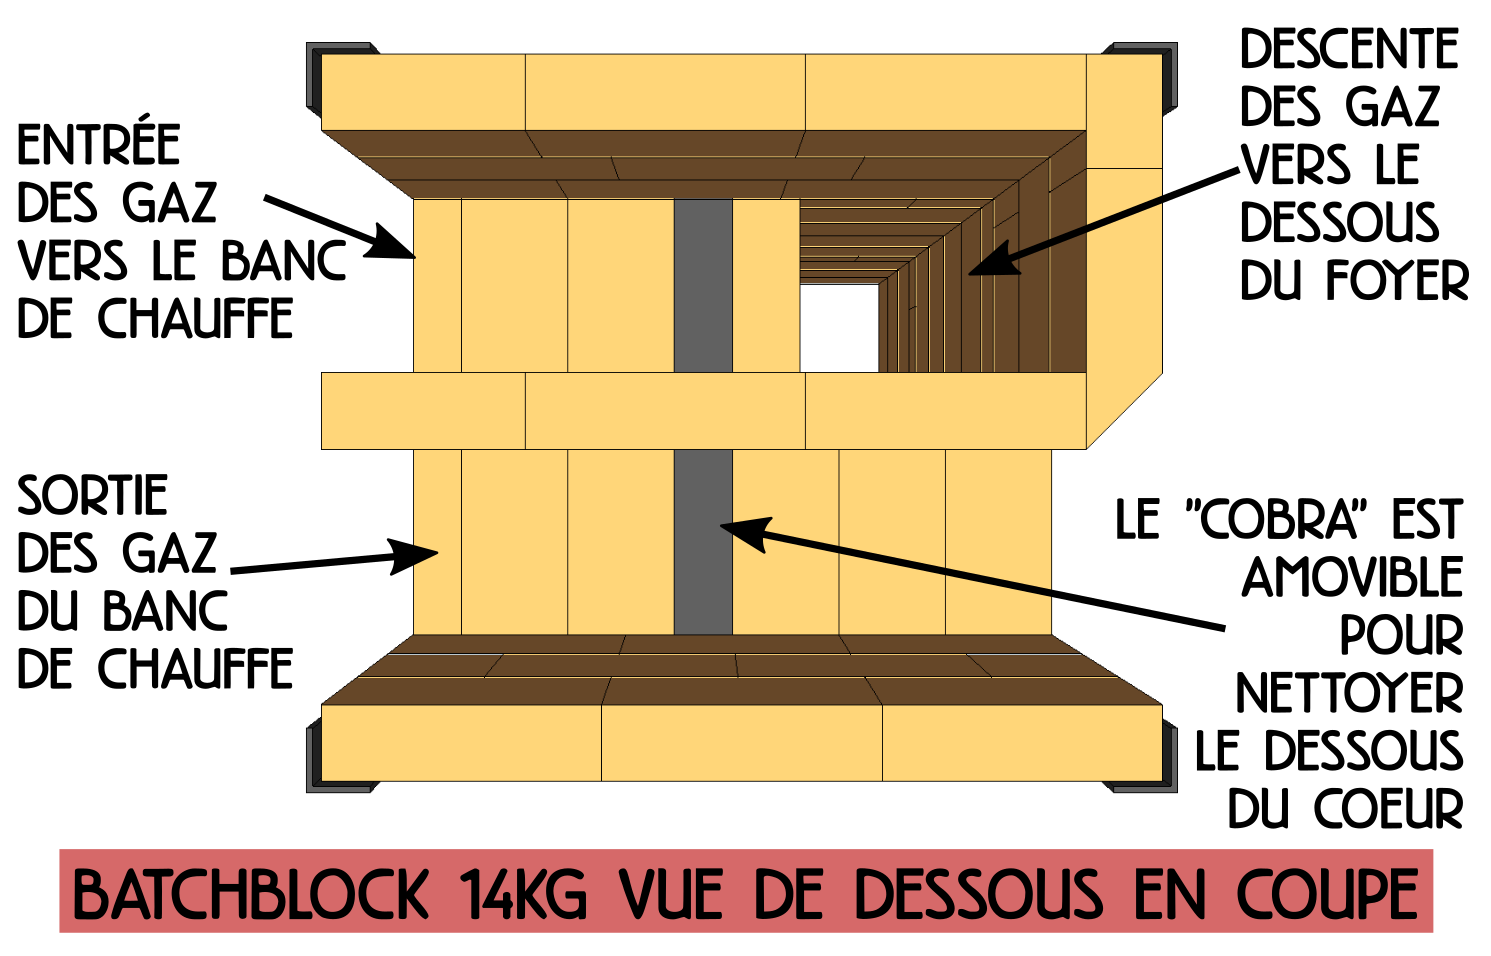 ENTRÉE
DES GAZ
VERS LE BANC
DE CHAUFFE
DESCENTE
DES GAZ
VERS LE
DESSOUS
DU FOYER
SORTIE
DES GAZ
DU BANC
DE CHAUFFE
LE "COBRA" EST
AMOVIBLE
POUR
NETTOYER
LE DESSOUS
DU COEUR
BATCHBLOCK 14KG VUE DE DESSOUS EN COUPE